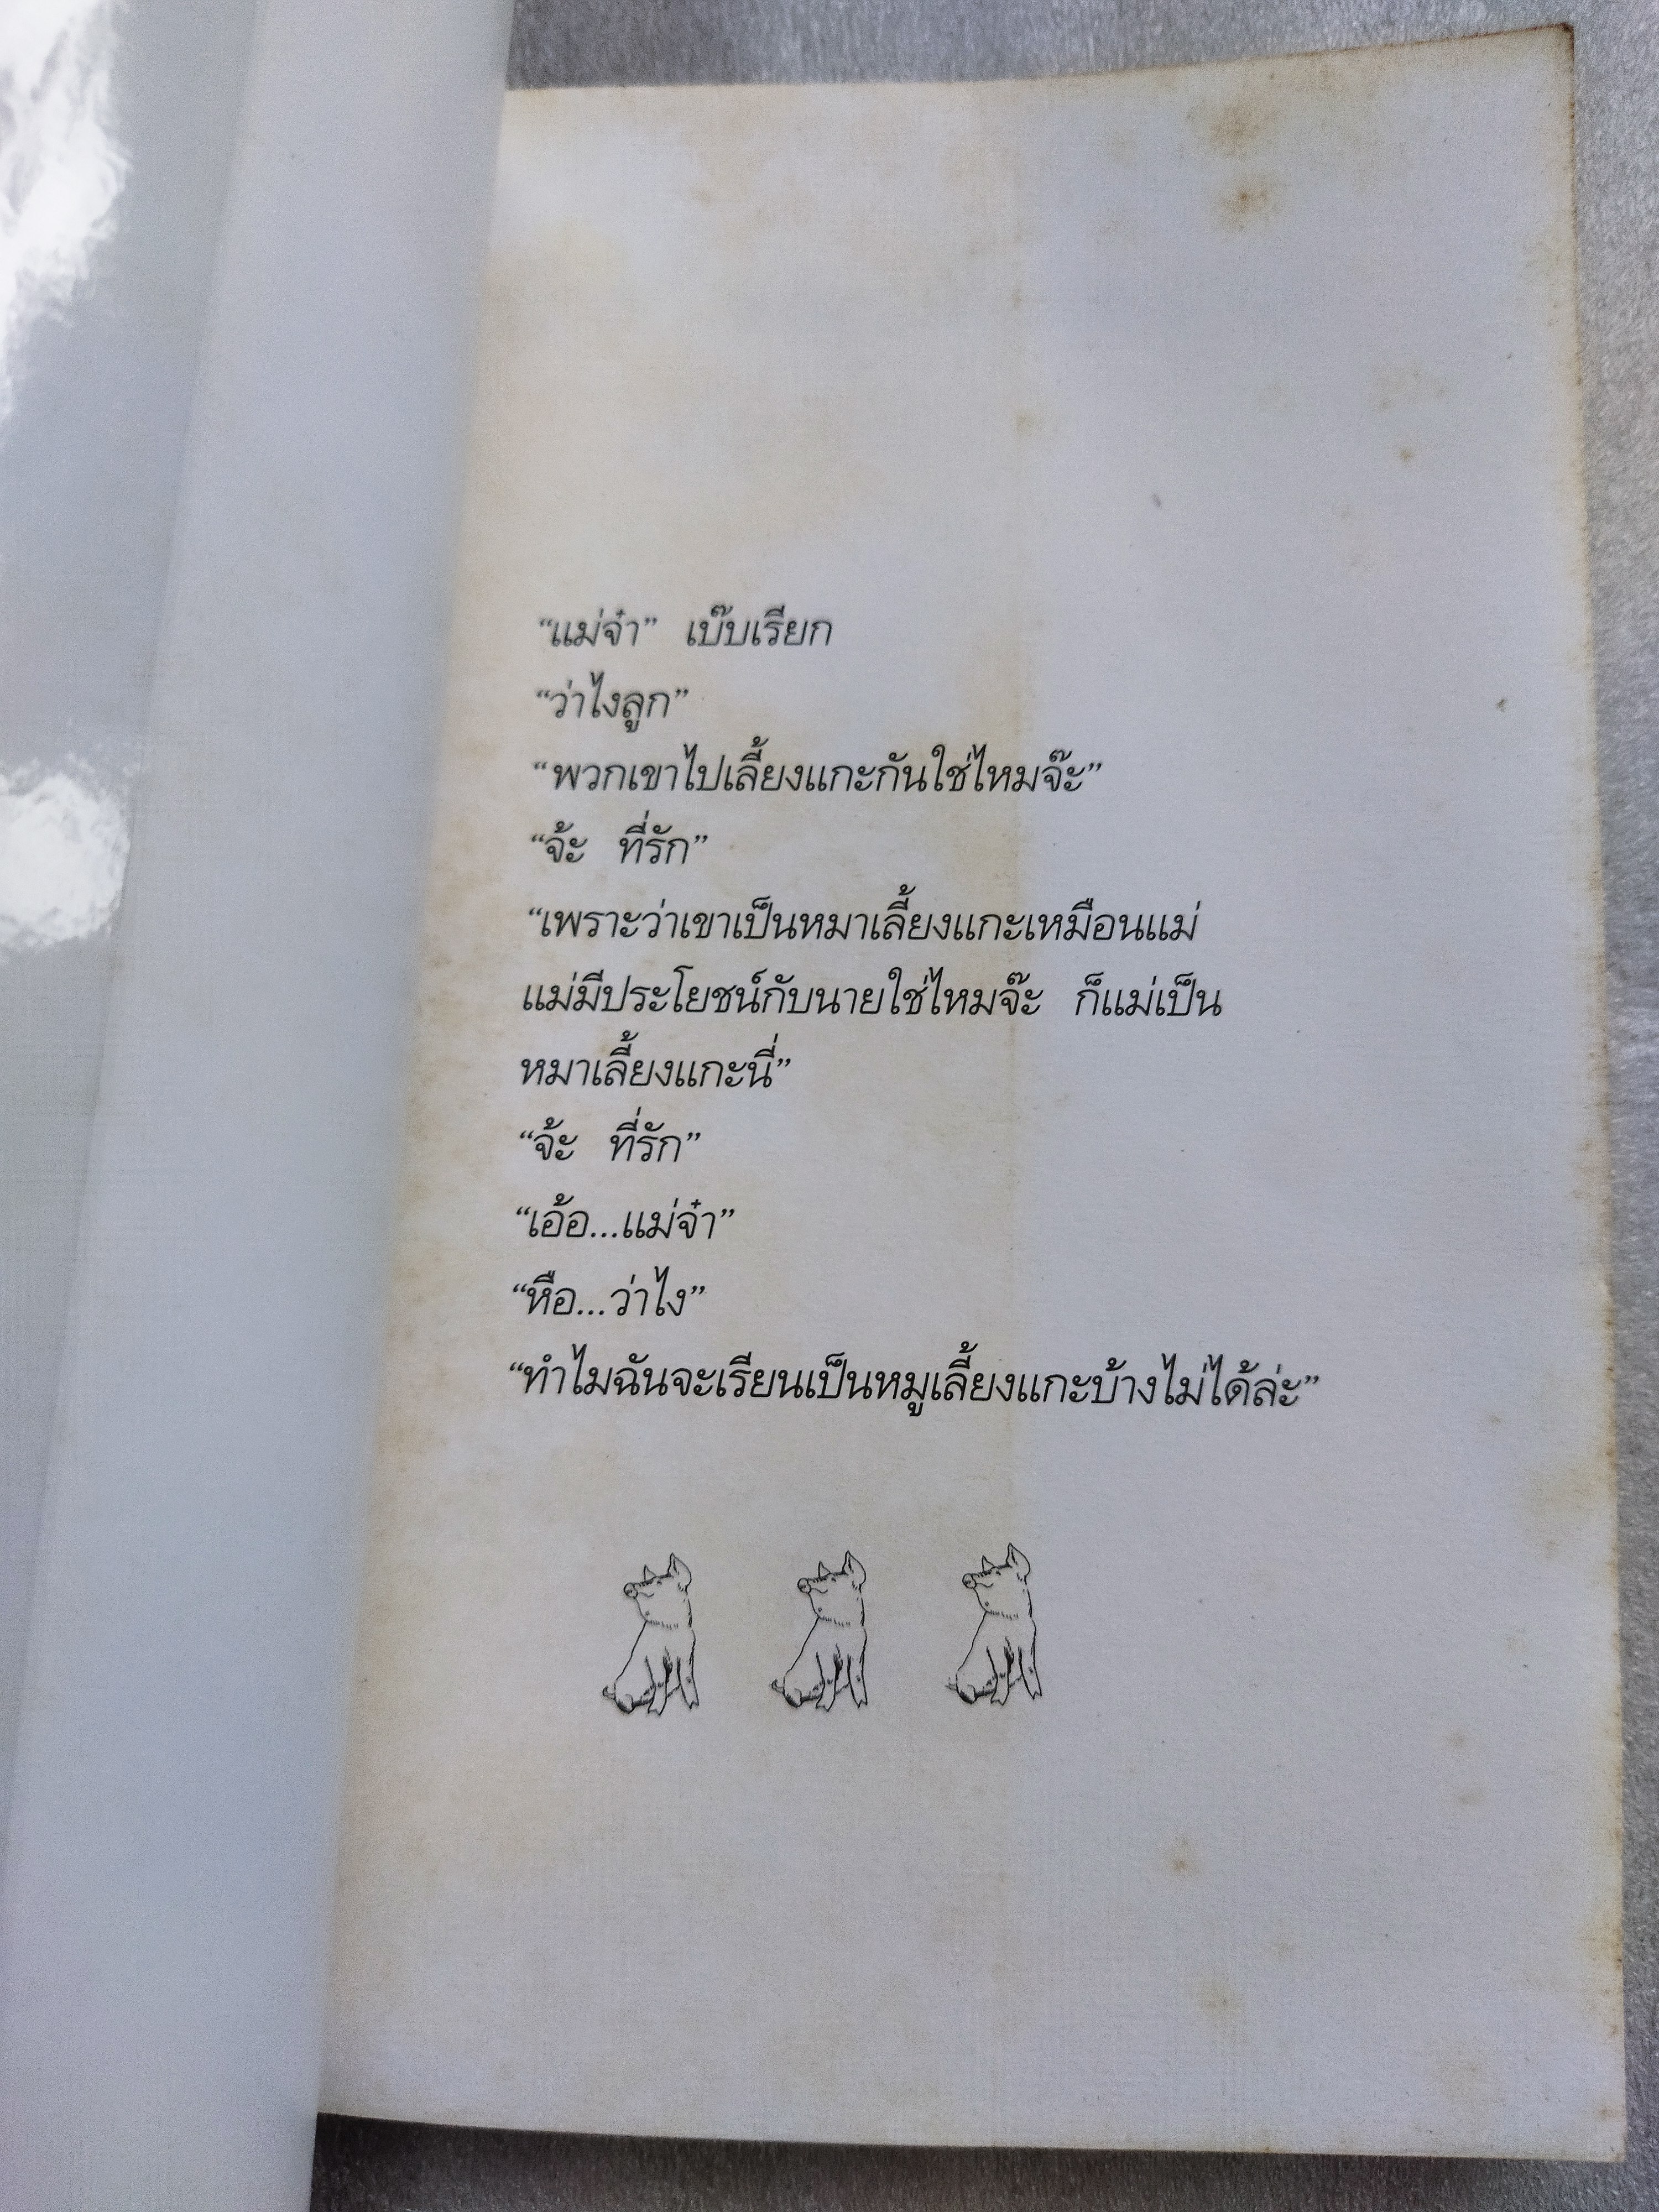 “แม่จ๋า”  เบ๊บเรียก
“ว่าไงลูก”
“พวกเขาไปเลี้ยงแกะกันใช่ไหมจ๊ะ”
“จ้ะ  ที่รัก”
“เพราะว่าเขาเป็นหมาเลี้ยงแกะเหมือนแม่
แม่มีประโยชน์กับนายใช่ไหมจ๊ะ  ก็แม่เป็น
หมาเลี้ยงแกะนี่”
“จ้ะ  ที่รัก”
“เอ้อ...แม่จ๋า”
“หือ...ว่าไง”
“ทำไมฉันจะเรียนเป็นหมูเลี้ยงแกะบ้างไม่ได้ล่ะ”